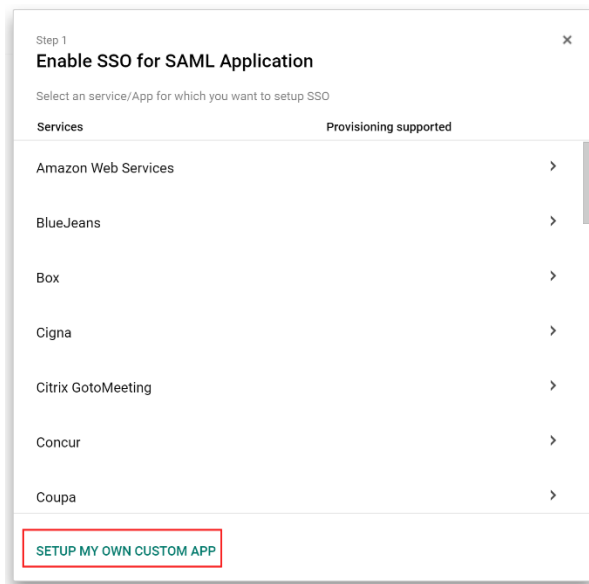 Step 1
Enable SSO for SAML Application
Select an service/App for which you want to setup SSO
Services Provisioning supported
Amazon Web Services
BlueJeans
Box
Cigna
Citrix GotoMeeting
Concur
Coupa
SETUP MY OWN CUSTOM APP